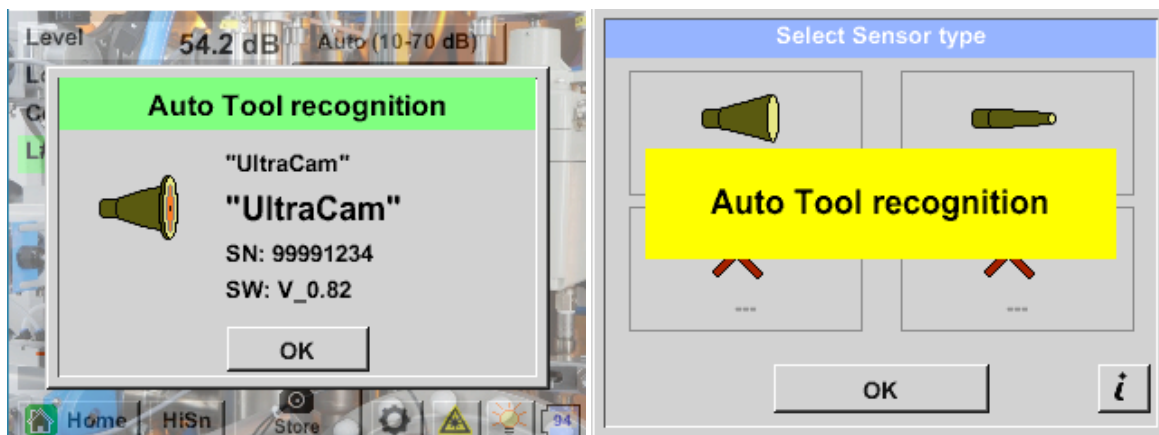 Level 54.2 dB Auto (10-70 dB)
Auto Tool recognition
"UltraCam"
"UltraCam"
SN: 99991234
SW: V_0.82
OK
Home HiSn Store 94
Select Sensor type
Auto Tool recognition
--- ---
OK i